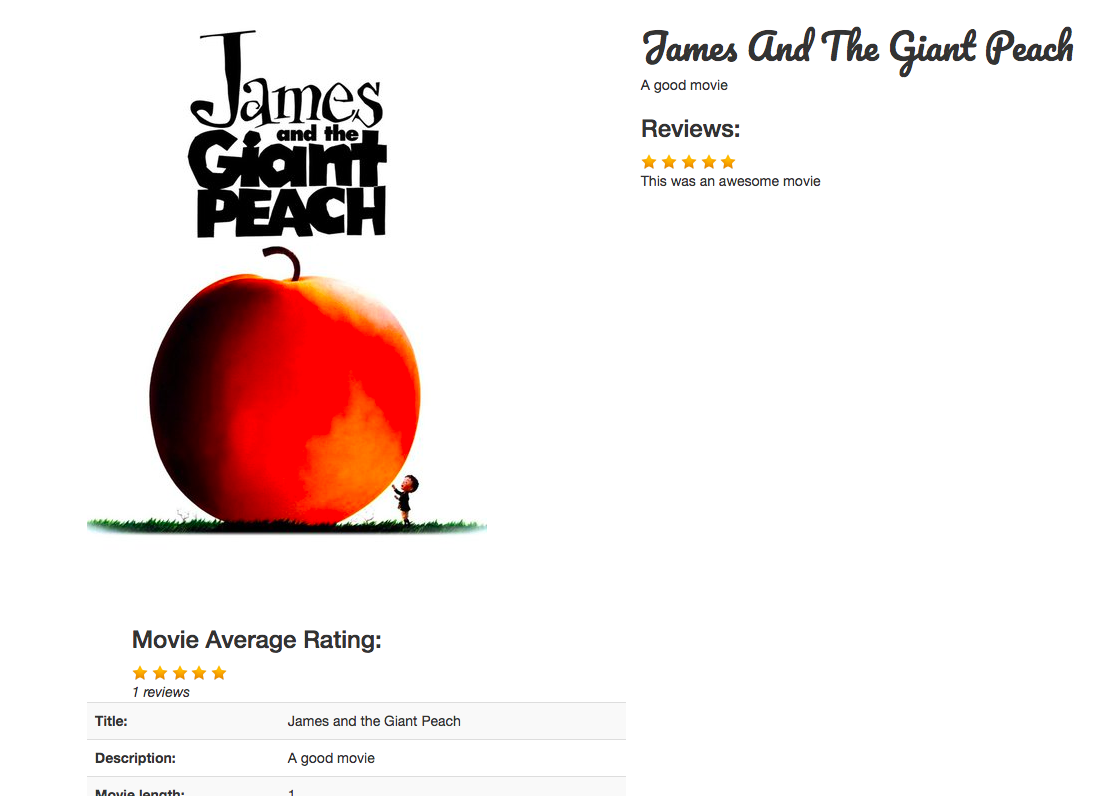 James
and the
Giant
PEACH
Movie Average Rating:
1 reviews
Title: James and the Giant Peach
Description: A good movie
Movie length: 1
James And The Giant Peach
A good movie
Reviews:
This was an awesome movie